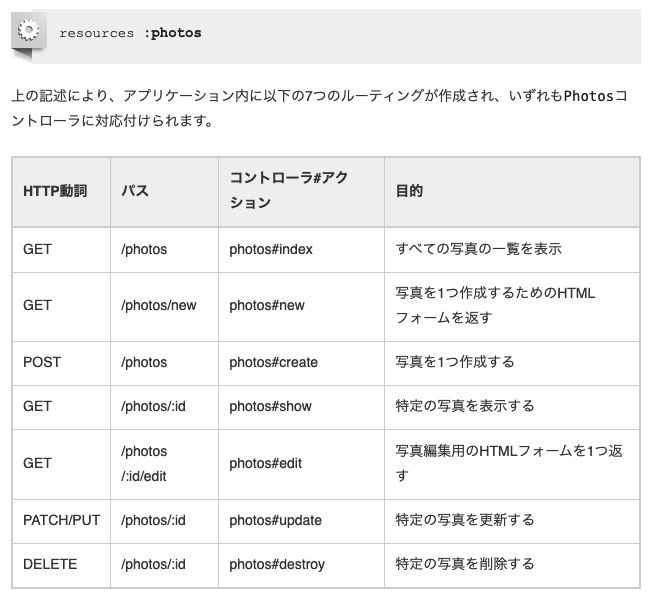 resources :photos
上の記述により、アプリケーション内に以下の7つのルーティングが作成され、いずれもPhotosコ
ントローラに対応付けられます。
HTTP動詞 パス コントローラ#アク
ション 目的
GET /photos photos#index すべての写真の一覧を表示
GET /photos/new photos#new 写真を1つ作成するためのHTML
フォームを返す
POST /photos photos#create 写真を1つ作成する
GET /photos/:id photos#show 特定の写真を表示する
GET /photos
/:id/edit photos#edit 写真編集用のHTMLフォームを1つ返
す
PATCH/PUT /photos/:id photos#update 特定の写真を更新する
DELETE /photos/:id photos#destroy 特定の写真を削除する